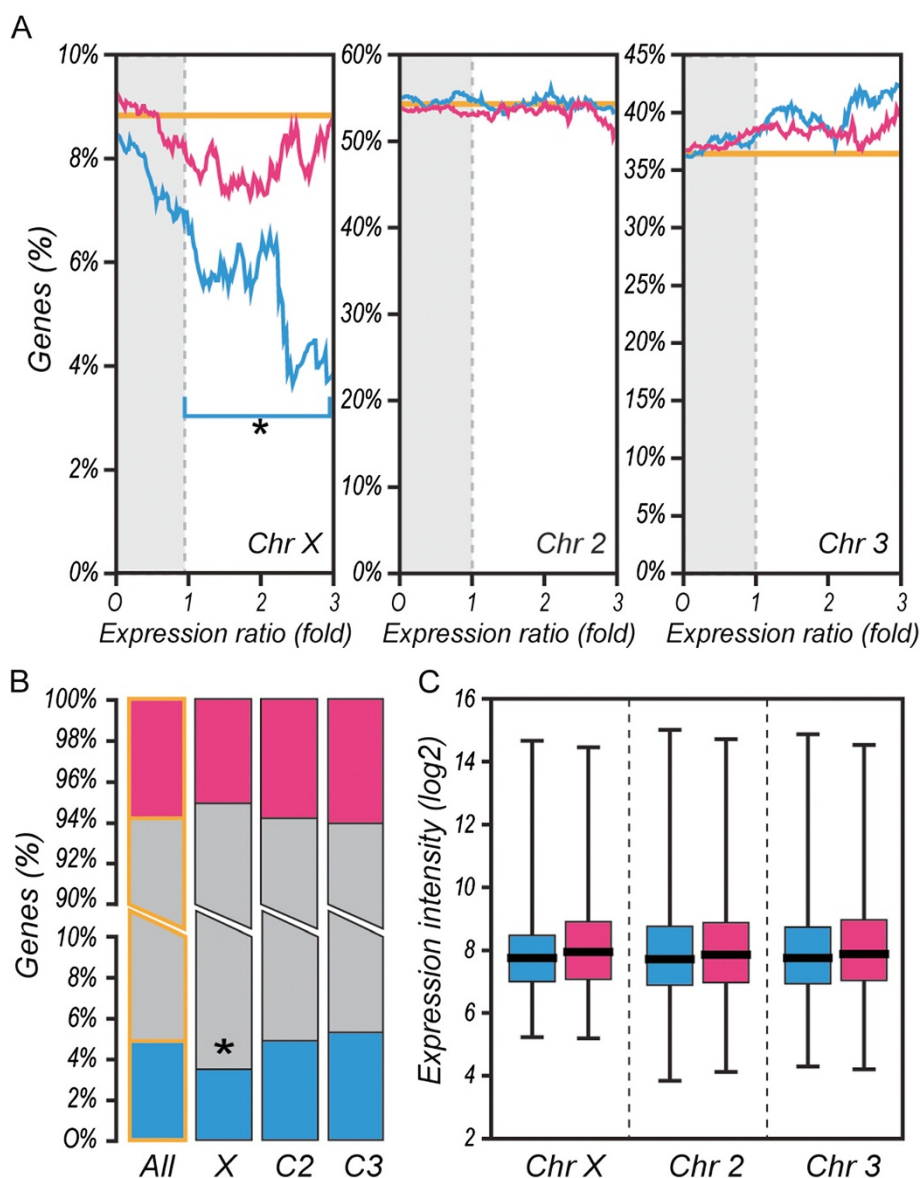 A
10%
8%
6%
4%
2%
0%
Genes (%)
*
Chr X
O 1 2 3
Expression ratio (fold)
60%
50%
40%
30%
20%
10%
0%
Chr 2
O 1 2 3
Expression ratio (fold)
45%
40%
35%
30%
25%
20%
15%
10%
5%
0%
Chr 3
O 1 2 3
Expression ratio (fold)
B
100%
98%
96%
94%
92%
90%
10%
8%
6%
4%
2%
O%
Genes (%)
*
All X C2 C3
C
16
14
12
10
8
6
4
2
Expression intensity (log2)
Chr X Chr 2 Chr 3